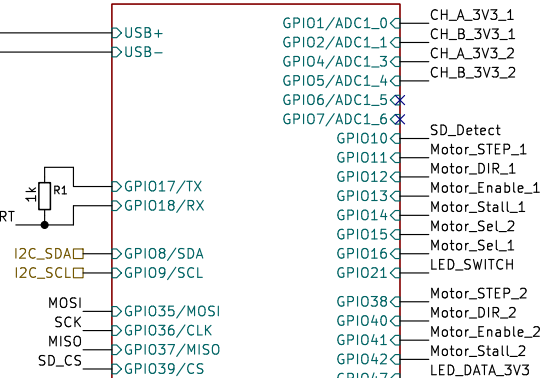 GPIO1/ADC1_0 CH_A_3V3_1
USB+ GPIO2/ADC1_1 CH_B_3V3_1
USB- GPIO4/ADC1_3 CH_A_3V3_2
GPIO5/ADC1_4 CH_B_3V3_2
GPIO6/ADC1_5
GPIO7/ADC1_6
GPIO10 SD_Detect
GPIO11 Motor_STEP_1
GPIO12 Motor_DIR_1
1k R1 GPIO17/TX GPIO13 Motor_Enable_1
RT GPIO18/RX GPIO14 Motor_Stall_1
GPIO15 Motor_Sel_2
I2C_SDA GPIO8/SDA GPIO16 Motor_Sel_1
I2C_SCL GPIO9/SCL GPIO21 LED_SWITCH
MOSI GPIO35/MOSI GPIO38 Motor_STEP_2
SCK GPIO36/CLK GPIO40 Motor_DIR_2
MISO GPIO37/MISO GPIO41 Motor_Enable_2
SD_CS GPIO39/CS GPIO42 Motor_Stall_2
GPIO47 LED_DATA_3V3